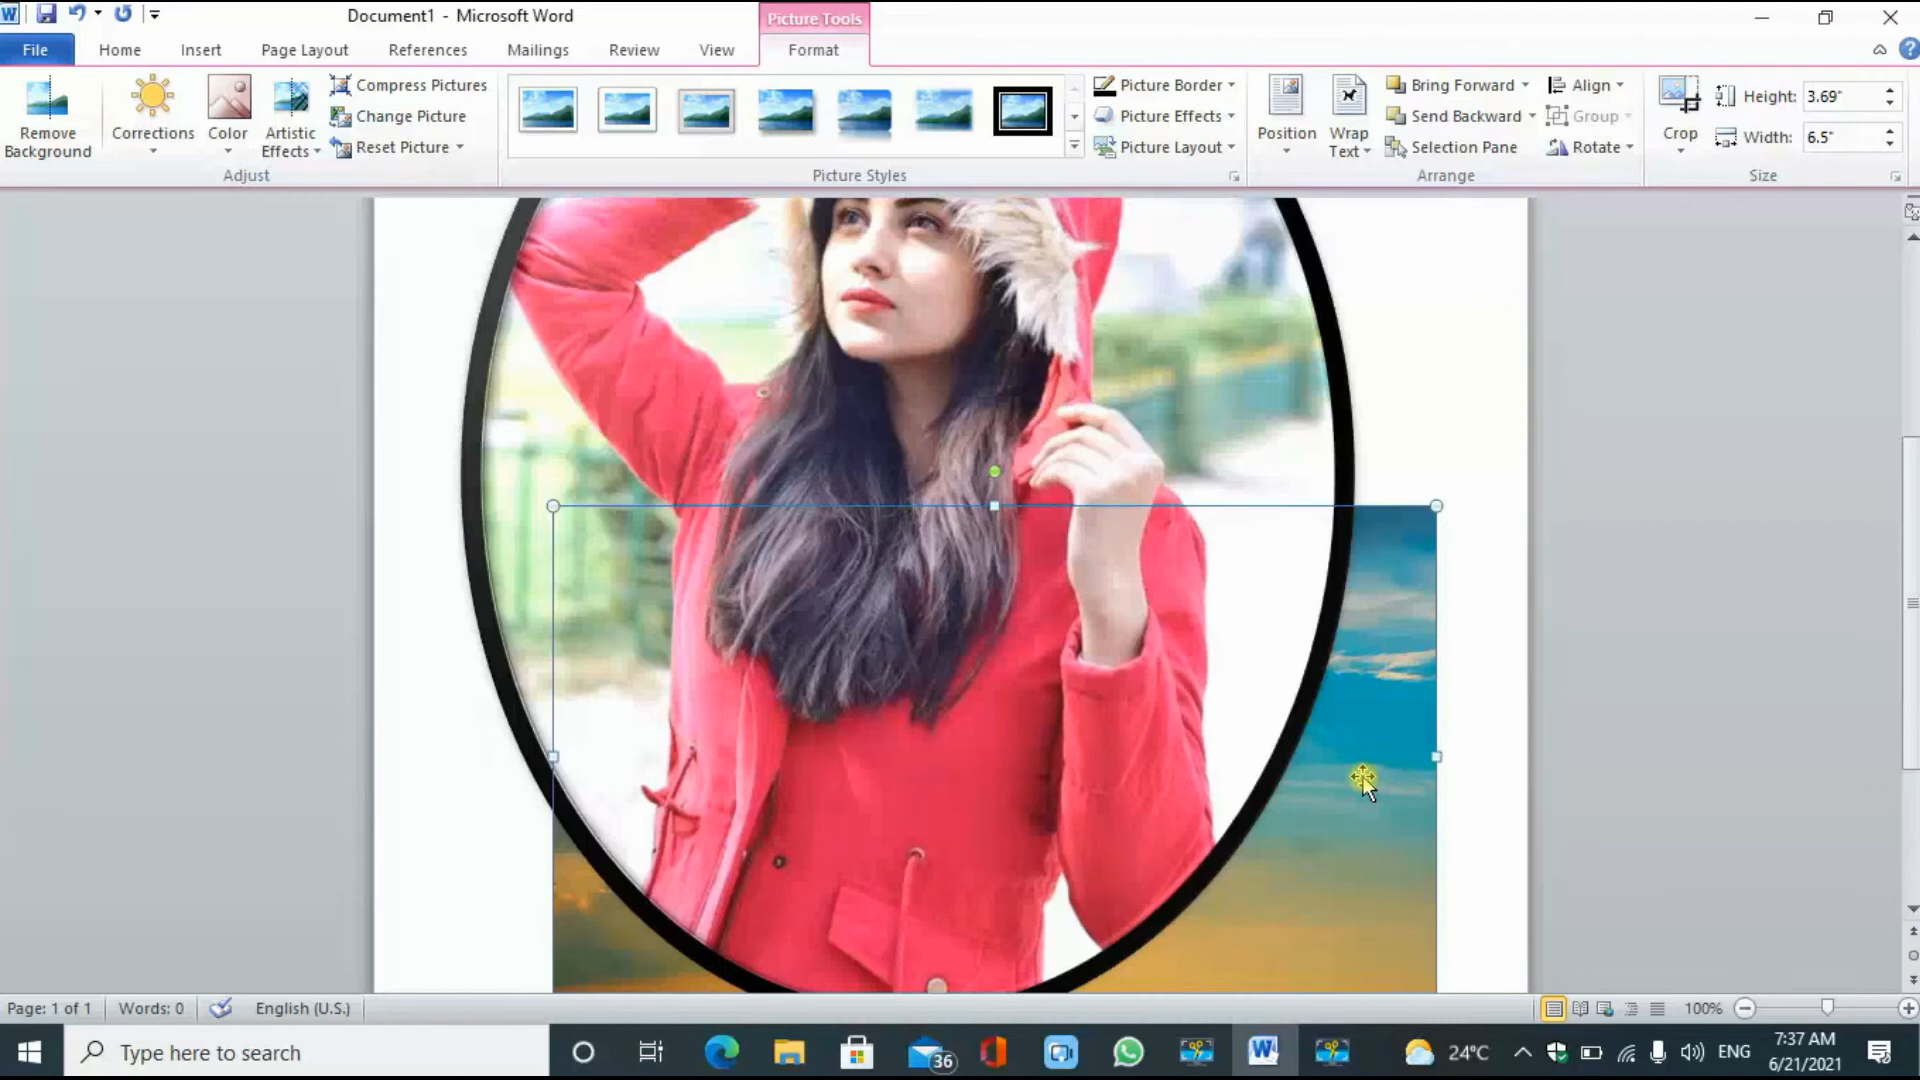 Document1 - Microsoft Word
Picture Tools
File Home Insert Page Layout References Mailings Review View Format
Remove Background
Corrections
Color
Artistic Effects
Compress Pictures
Change Picture
Reset Picture
Adjust
Picture Styles
Picture Border
Picture Effects
Picture Layout
Position
Wrap Text
Bring Forward
Send Backward
Selection Pane
Align
Group
Rotate
Arrange
Crop
Height: 3.69"
Width: 6.5"
Size
Page: 1 of 1 Words: 0 English (U.S.) 100%
Type here to search
36
24°C
ENG
7:37 AM
6/21/2021